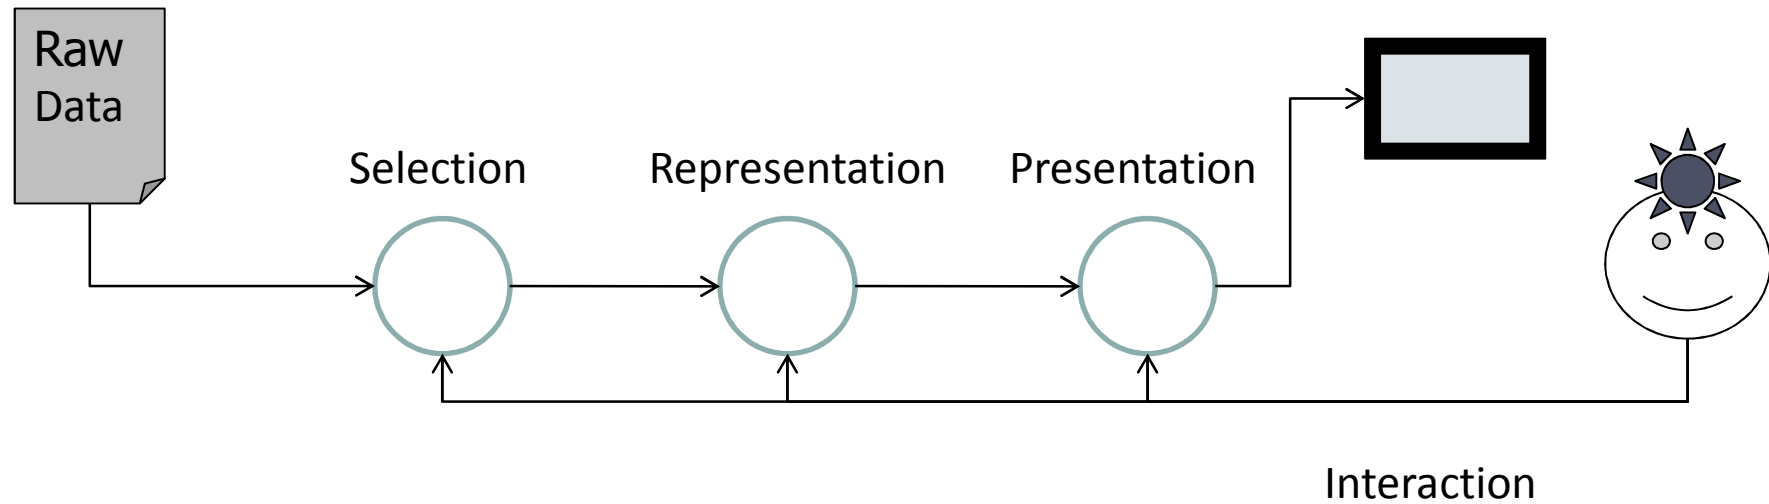 Raw
Data
Selection
Representation
Presentation
Interaction